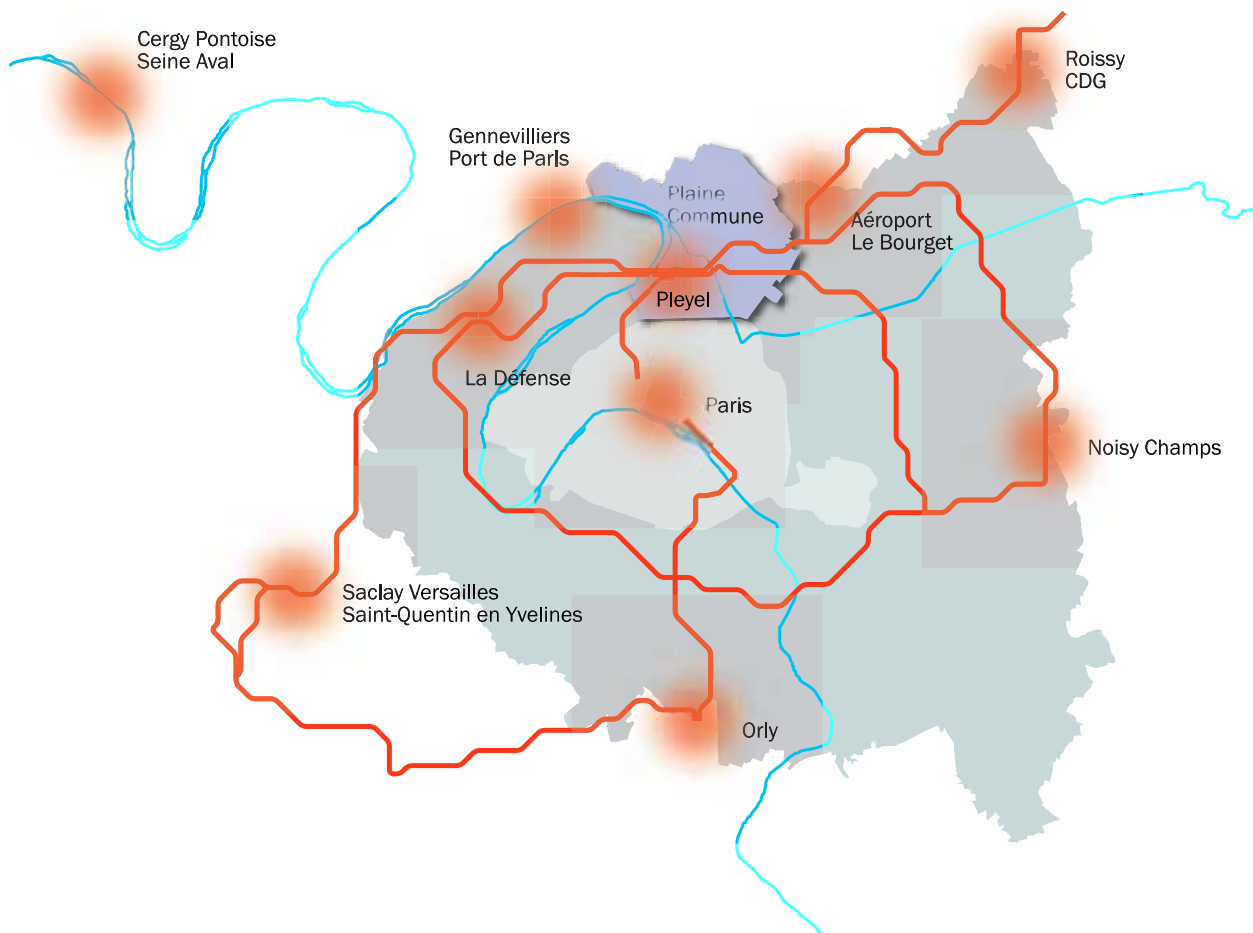 Cergy Pontoise
Seine Aval
Roissy
CDG
Gennevilliers
Port de Paris
Plaine
Commune
Aéroport
Le Bourget
Pleyel
La Défense
Paris
Noisy Champs
Saclay Versailles
Saint-Quentin en Yvelines
Orly